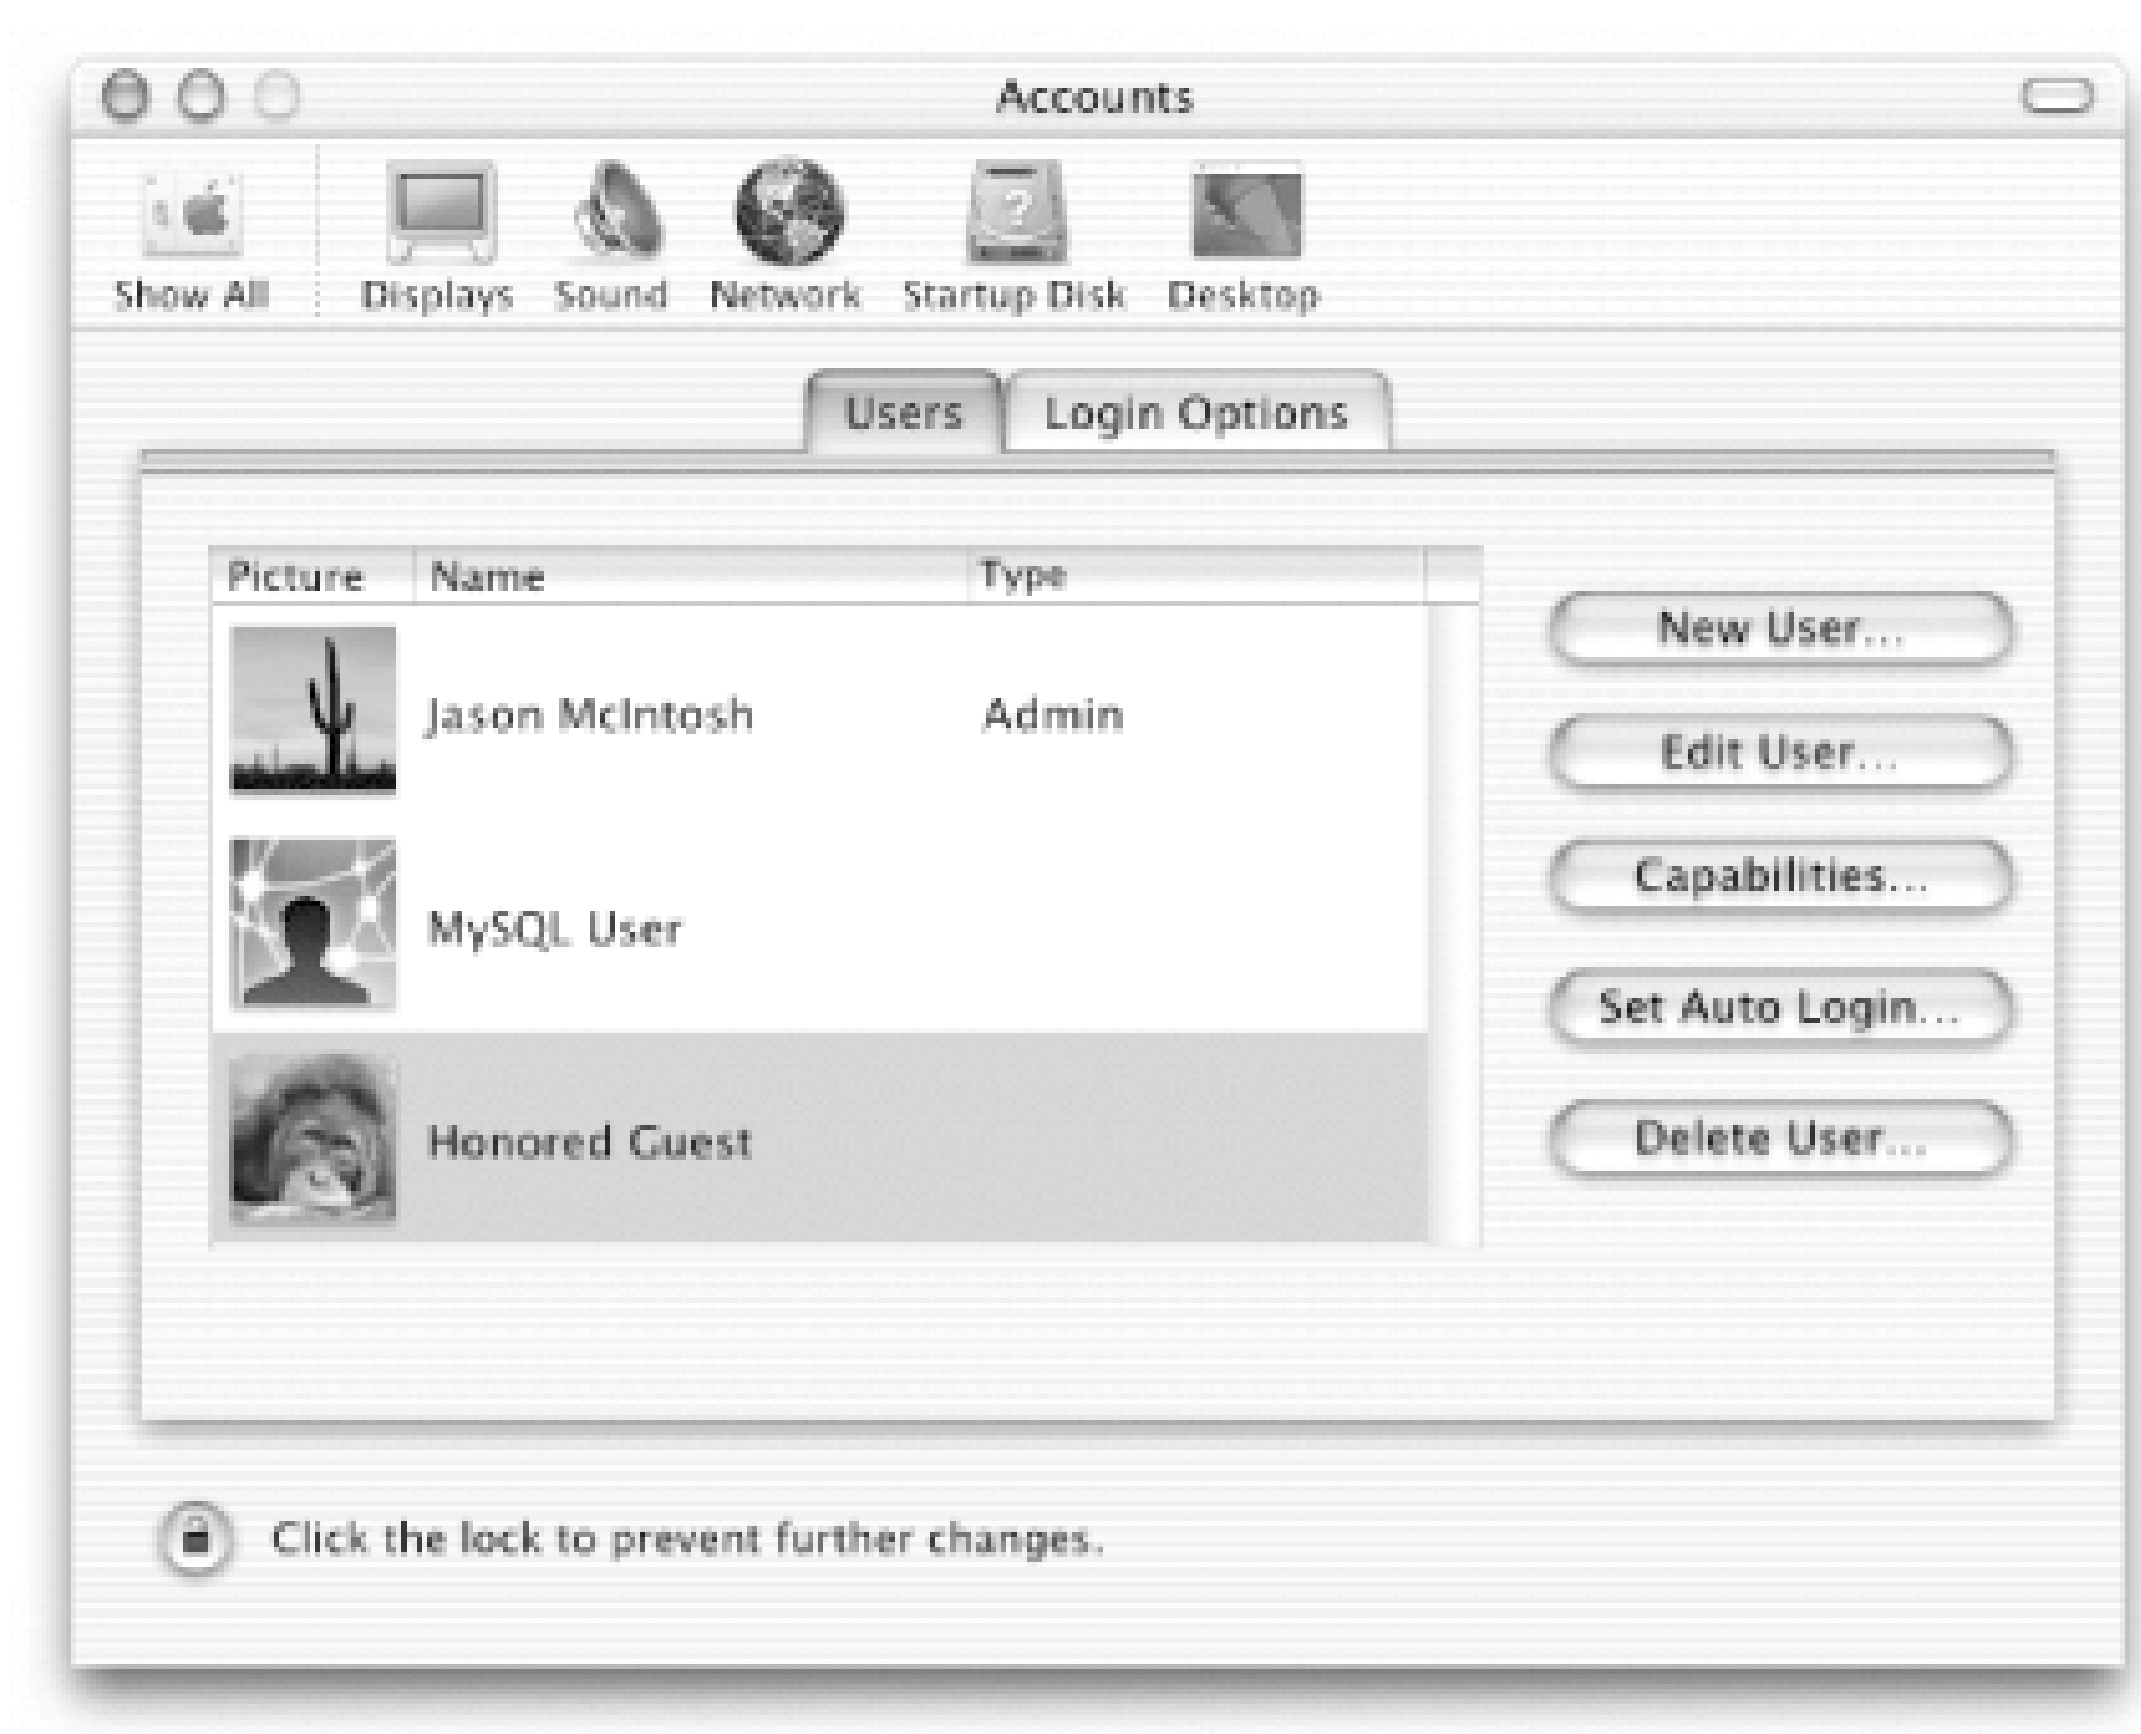 Accounts
Show All Displays Sound Network Startup Disk Desktop
Users Login Options
Picture Name Type
New User...
Jason McIntosh Admin
Edit User...
Capabilities...
MySQL User
Set Auto Login...
Honored Guest
Delete User...
Click the lock to prevent further changes.